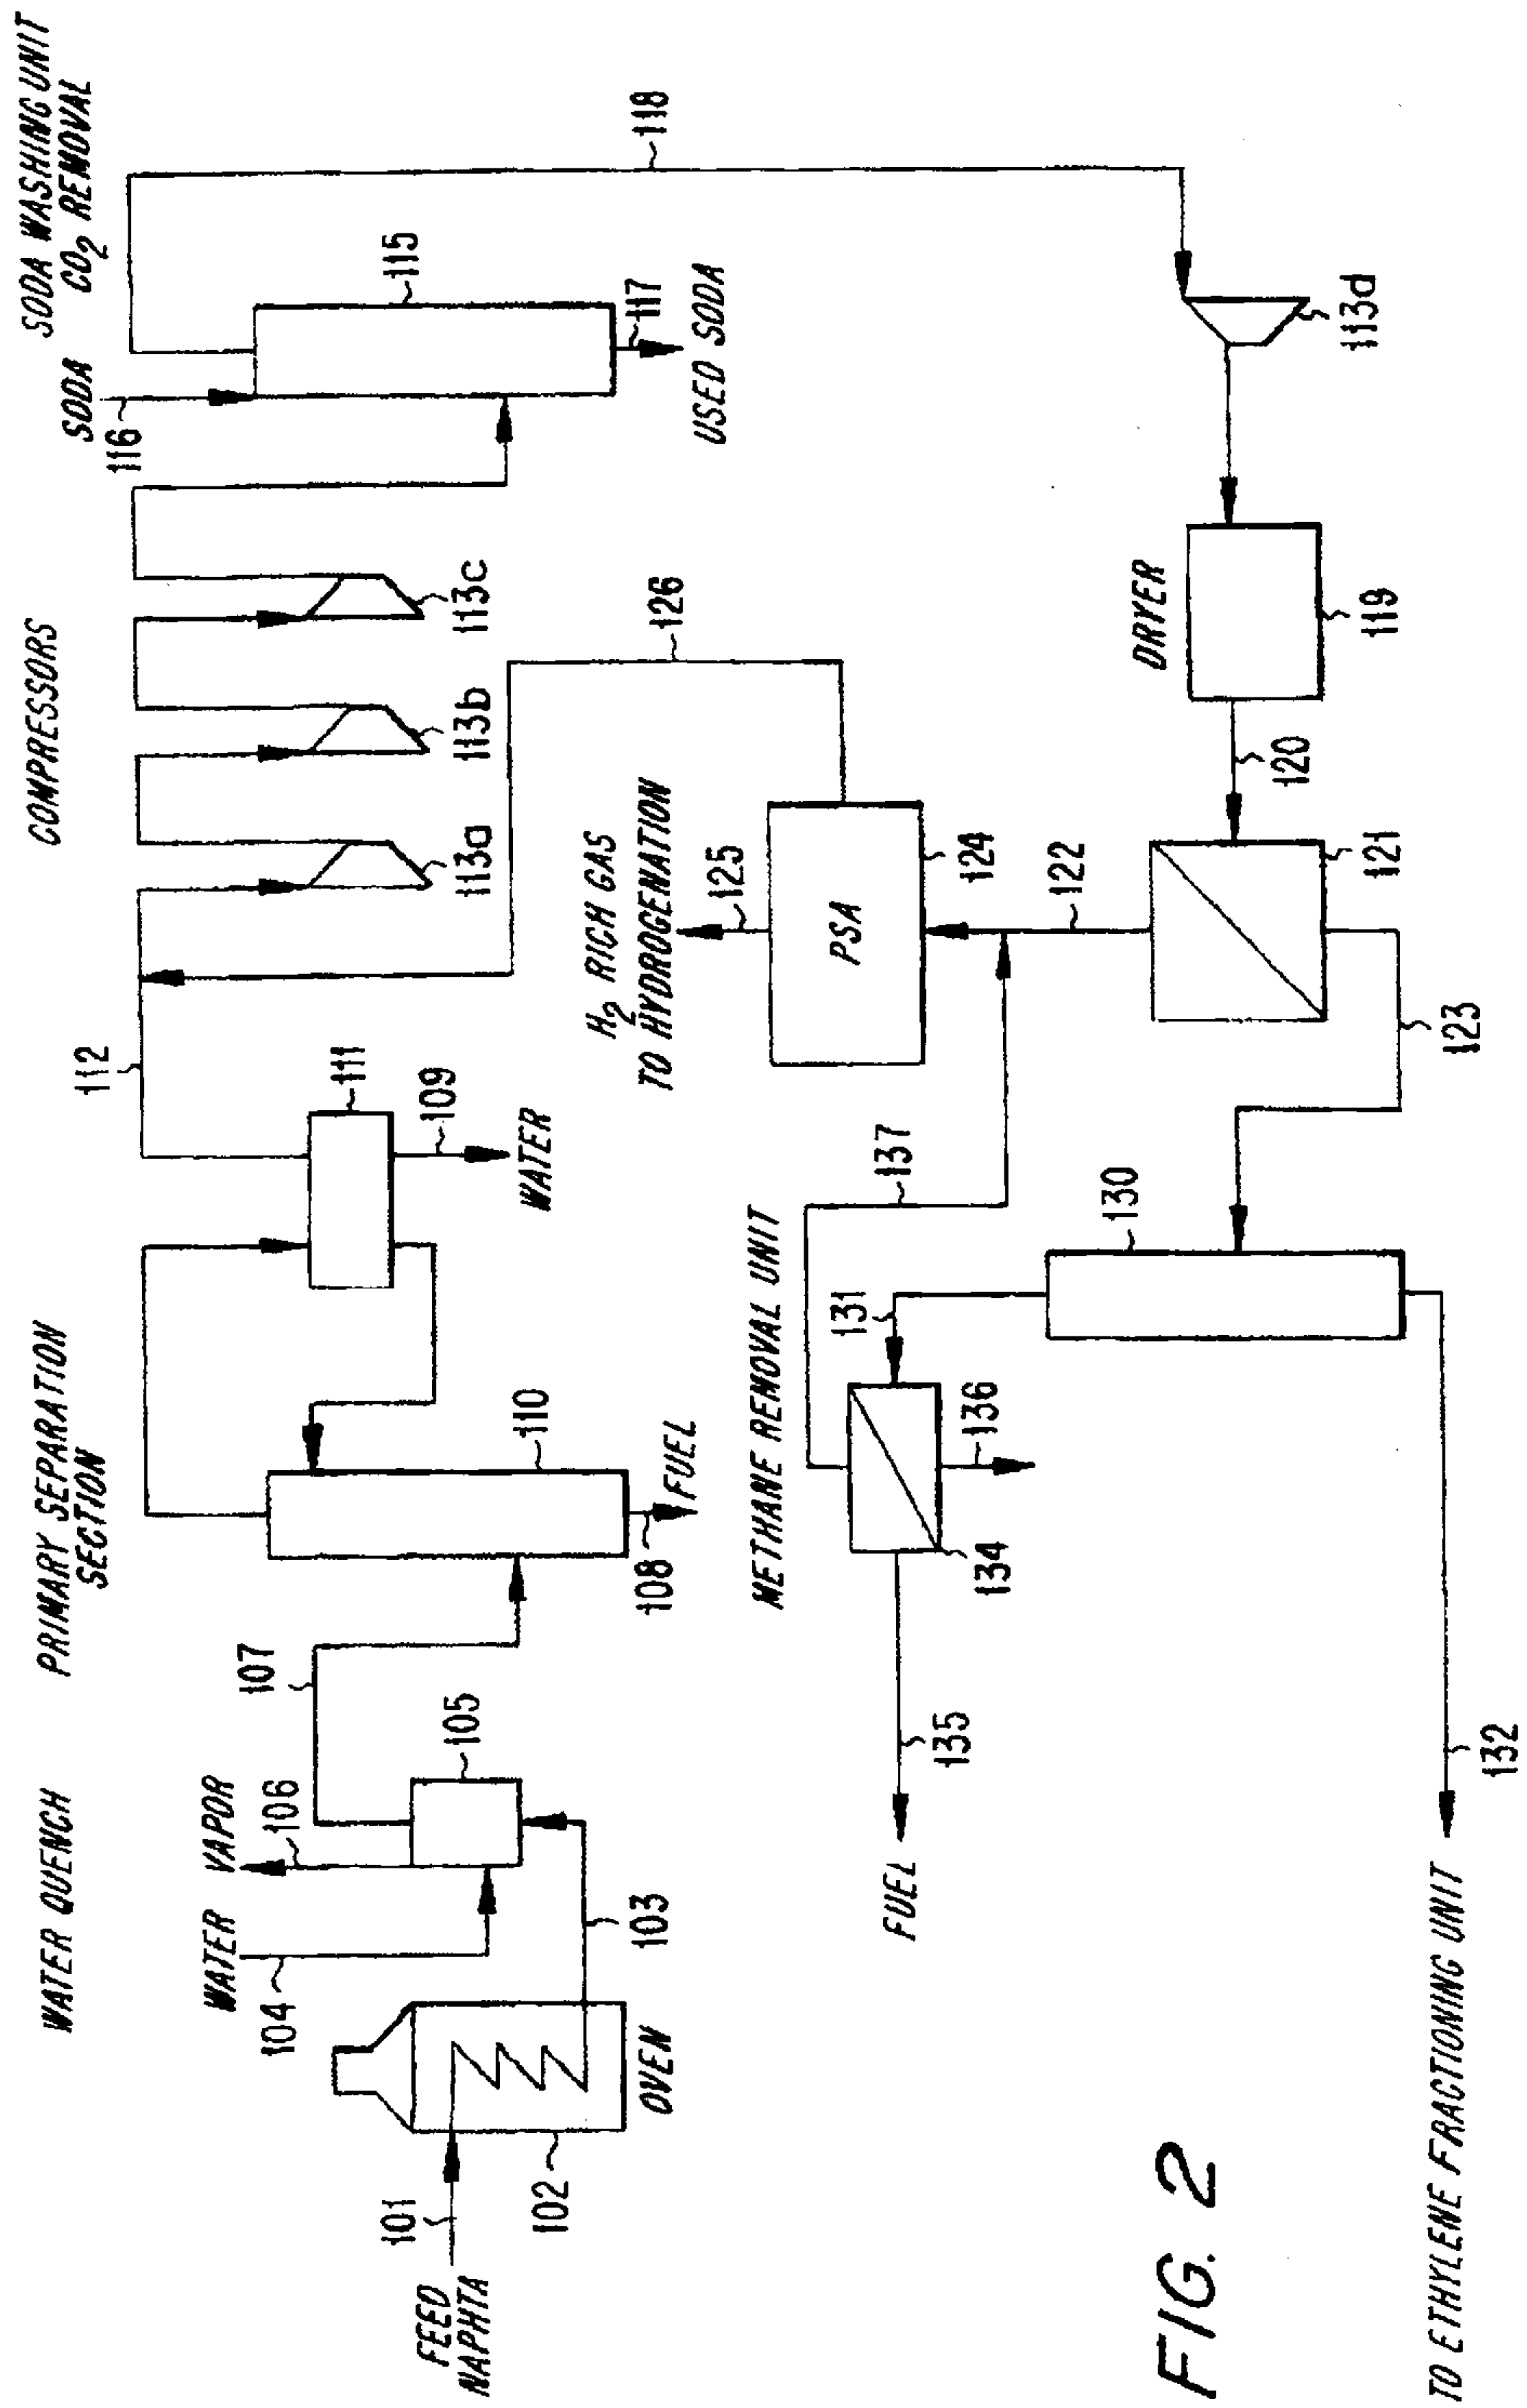 WATER QUENCH
PRIMARY SEPARATION
SECTION
COMPRESSORS
SODA WASHING UNIT
CO2 REMOVAL
FEED
NAPHTA
101
102
OVEN
103
WATER
104
VAPOR
106
105
107
108
FUEL
110
111
109
WATER
112
113a
113b
113c
SODA
116
115
117
USED SODA
118
126
H2 RICH GAS
TO HYDROGENATION
125
PSA
124
122
137
METHANE REMOVAL UNIT
131
136
134
135
FUEL
130
123
121
120
DRYER
119
113d
132
TO ETHYLENE FRACTIONING UNIT
FIG. 2